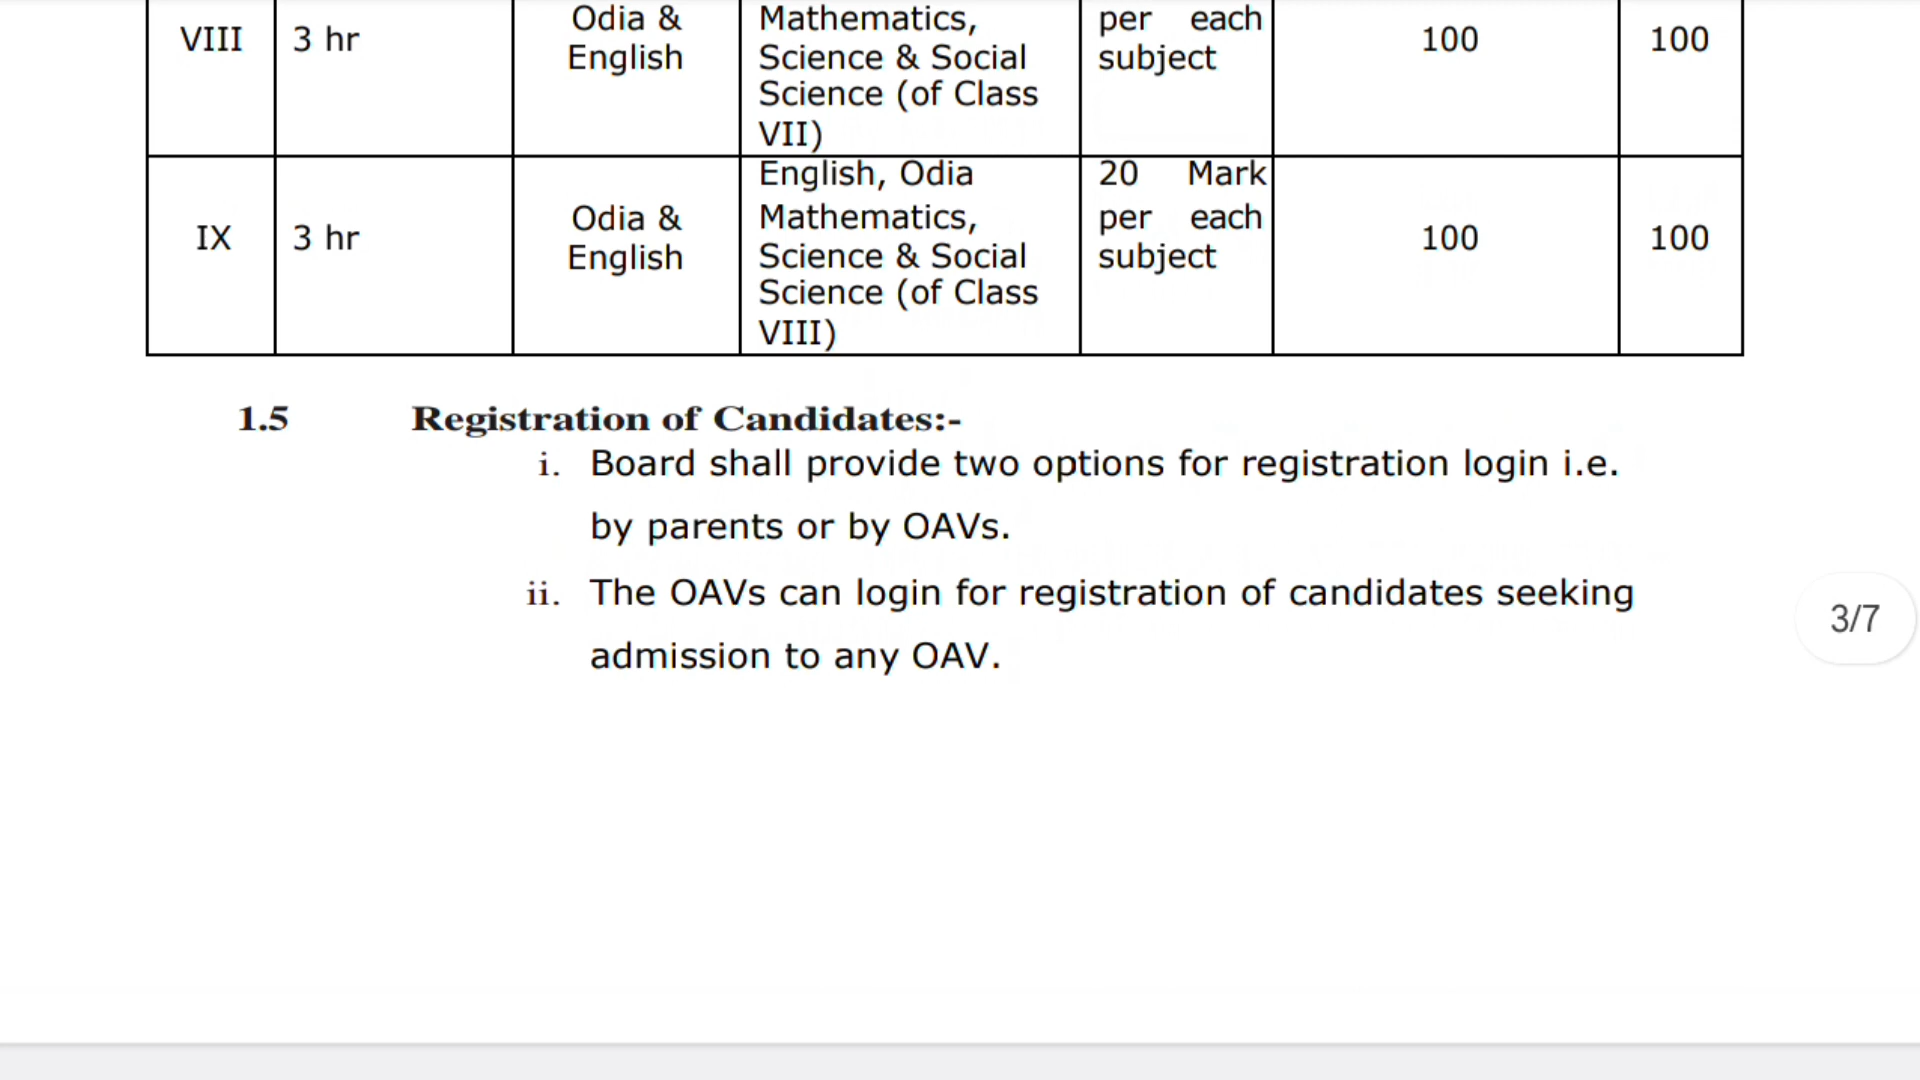 VIII 3 hr Odia & English Mathematics, Science & Social Science (of Class VII) per each subject 100 100
IX 3 hr Odia & English English, Odia Mathematics, Science & Social Science (of Class VIII) 20 Mark per each subject 100 100
1.5 Registration of Candidates:-
i. Board shall provide two options for registration login i.e.
by parents or by OAVs.
ii. The OAVs can login for registration of candidates seeking
admission to any OAV.
3/7